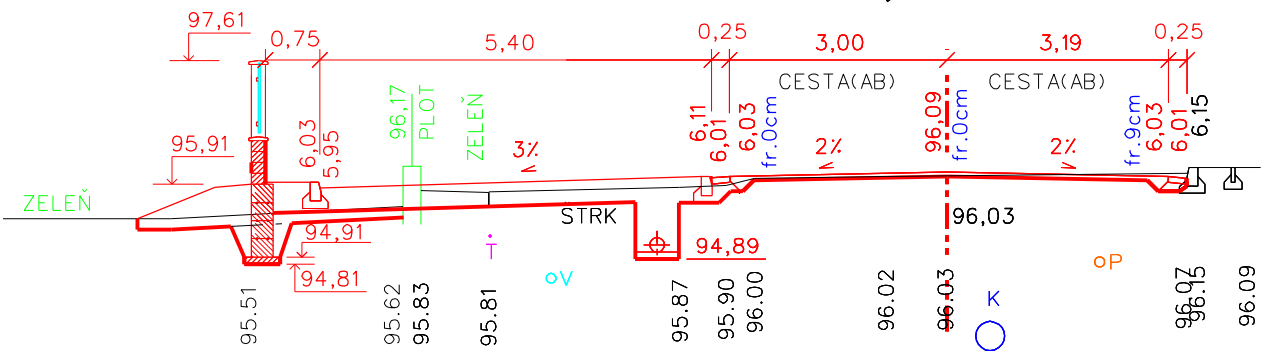 97,61
0,75
5,40
0,25
3,00
3,19
0,25
CESTA(AB)
CESTA(AB)
96,17
PLOT
ZELEŇ
6,03
5,95
95,91
3%
6,11
6,01
6,03
fr.0cm
2%
96,09
fr.0cm
2%
fr.9cm
6,03
6,01
6,15
ZELEŇ
STRK
96,03
94,91
94,81
94,89
T
V
P
K
95.51
95.62
95.83
95.81
95.87
95.90
96.00
96.02
96.03
96.07
96.15
96.09